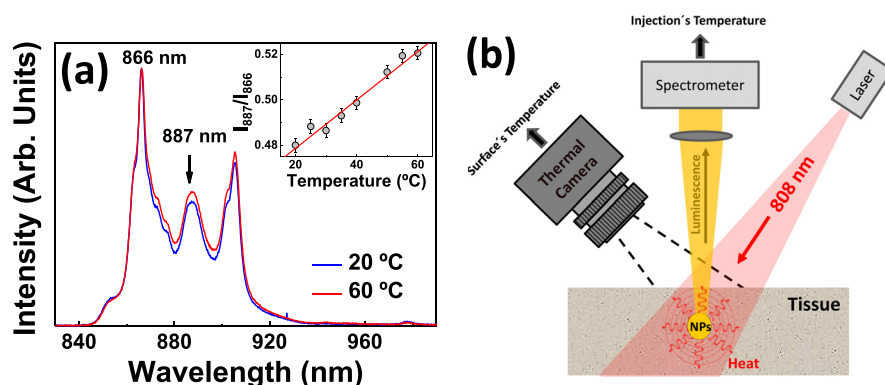 (a)
866 nm
887 nm
Intensity (Arb. Units)
I887/I866
0.52
0.50
0.48
20
30
40
50
60
Temperature (ºC)
20 ºC
60 ºC
840
880
920
960
Wavelength (nm)
(b)
Injection´s Temperature
Spectrometer
Laser
Surface´s Temperature
Thermal
Camera
Luminescence
808 nm
Tissue
NPs
Heat